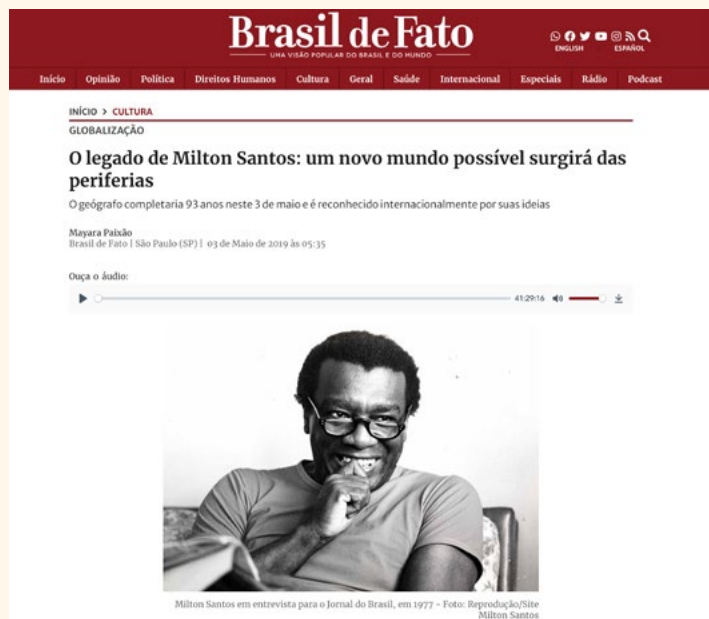 Brasil de Fato
UMA VISÃO POPULAR DO BRASIL E DO MUNDO
ENGLISH ESPAÑOL
Início Opinião Política Direitos Humanos Cultura Geral Saúde Internacional Especiais Rádio Podcast
INÍCIO > CULTURA
GLOBALIZAÇÃO
O legado de Milton Santos: um novo mundo possível surgirá das
periferias
O geógrafo completaria 93 anos neste 3 de maio e é reconhecido internacionalmente por suas ideias
Mayara Paixão
Brasil de Fato | São Paulo (SP) | 03 de Maio de 2019 às 05:35
Ouça o áudio:
41:29:16
Milton Santos em entrevista para o Jornal do Brasil, em 1977 - Foto: Reprodução/Site
Milton Santos